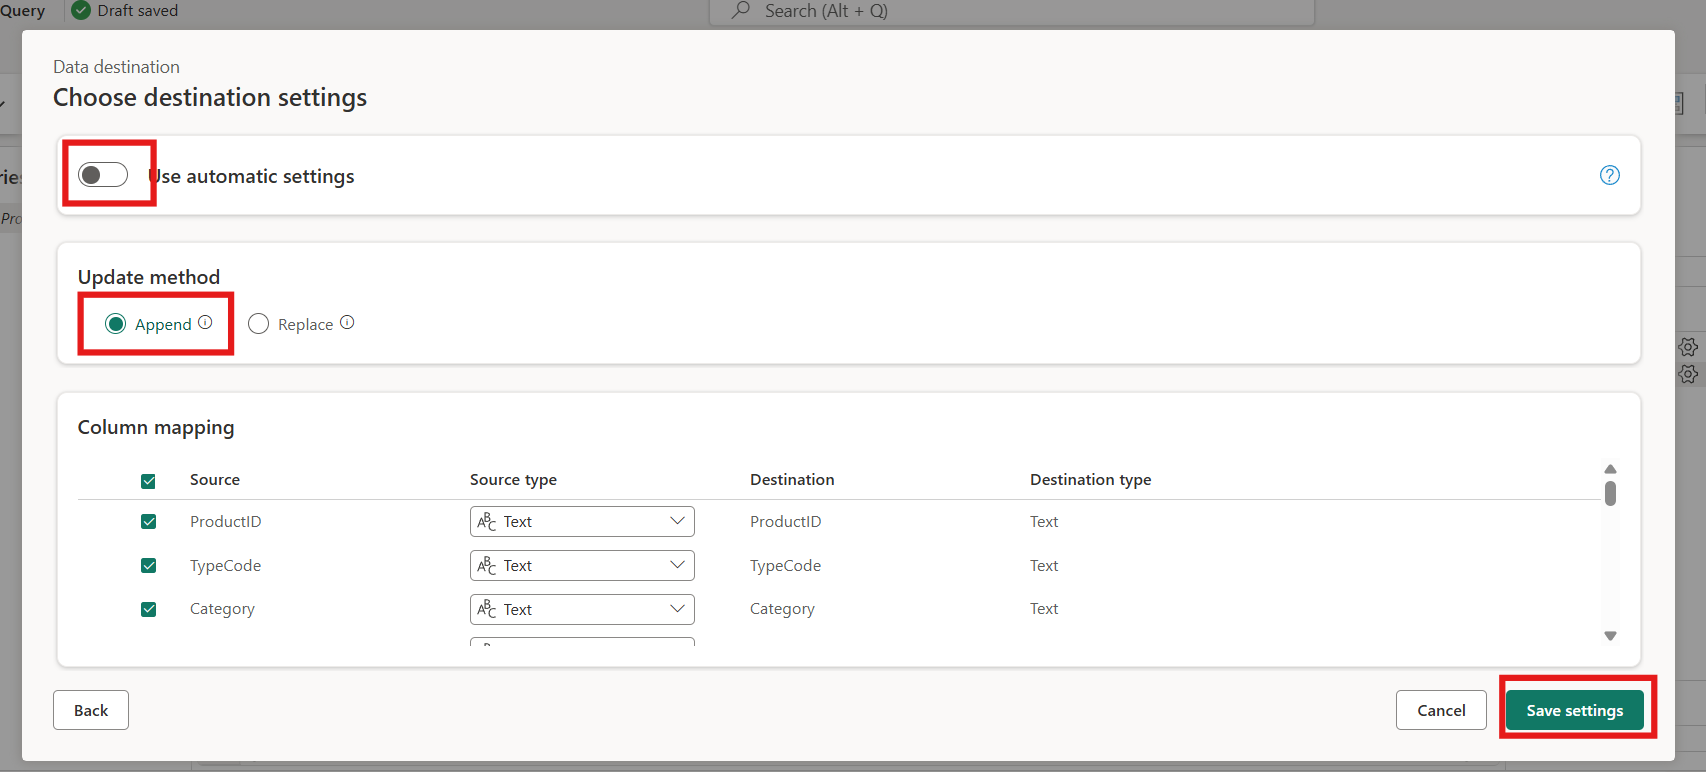 Query Draft saved Search (Alt + Q)
Data destination
Choose destination settings
Use automatic settings
Update method
Append Replace
Column mapping
Source Source type Destination Destination type
ProductID Text ProductID Text
TypeCode Text TypeCode Text
Category Text Category Text
Back Cancel Save settings